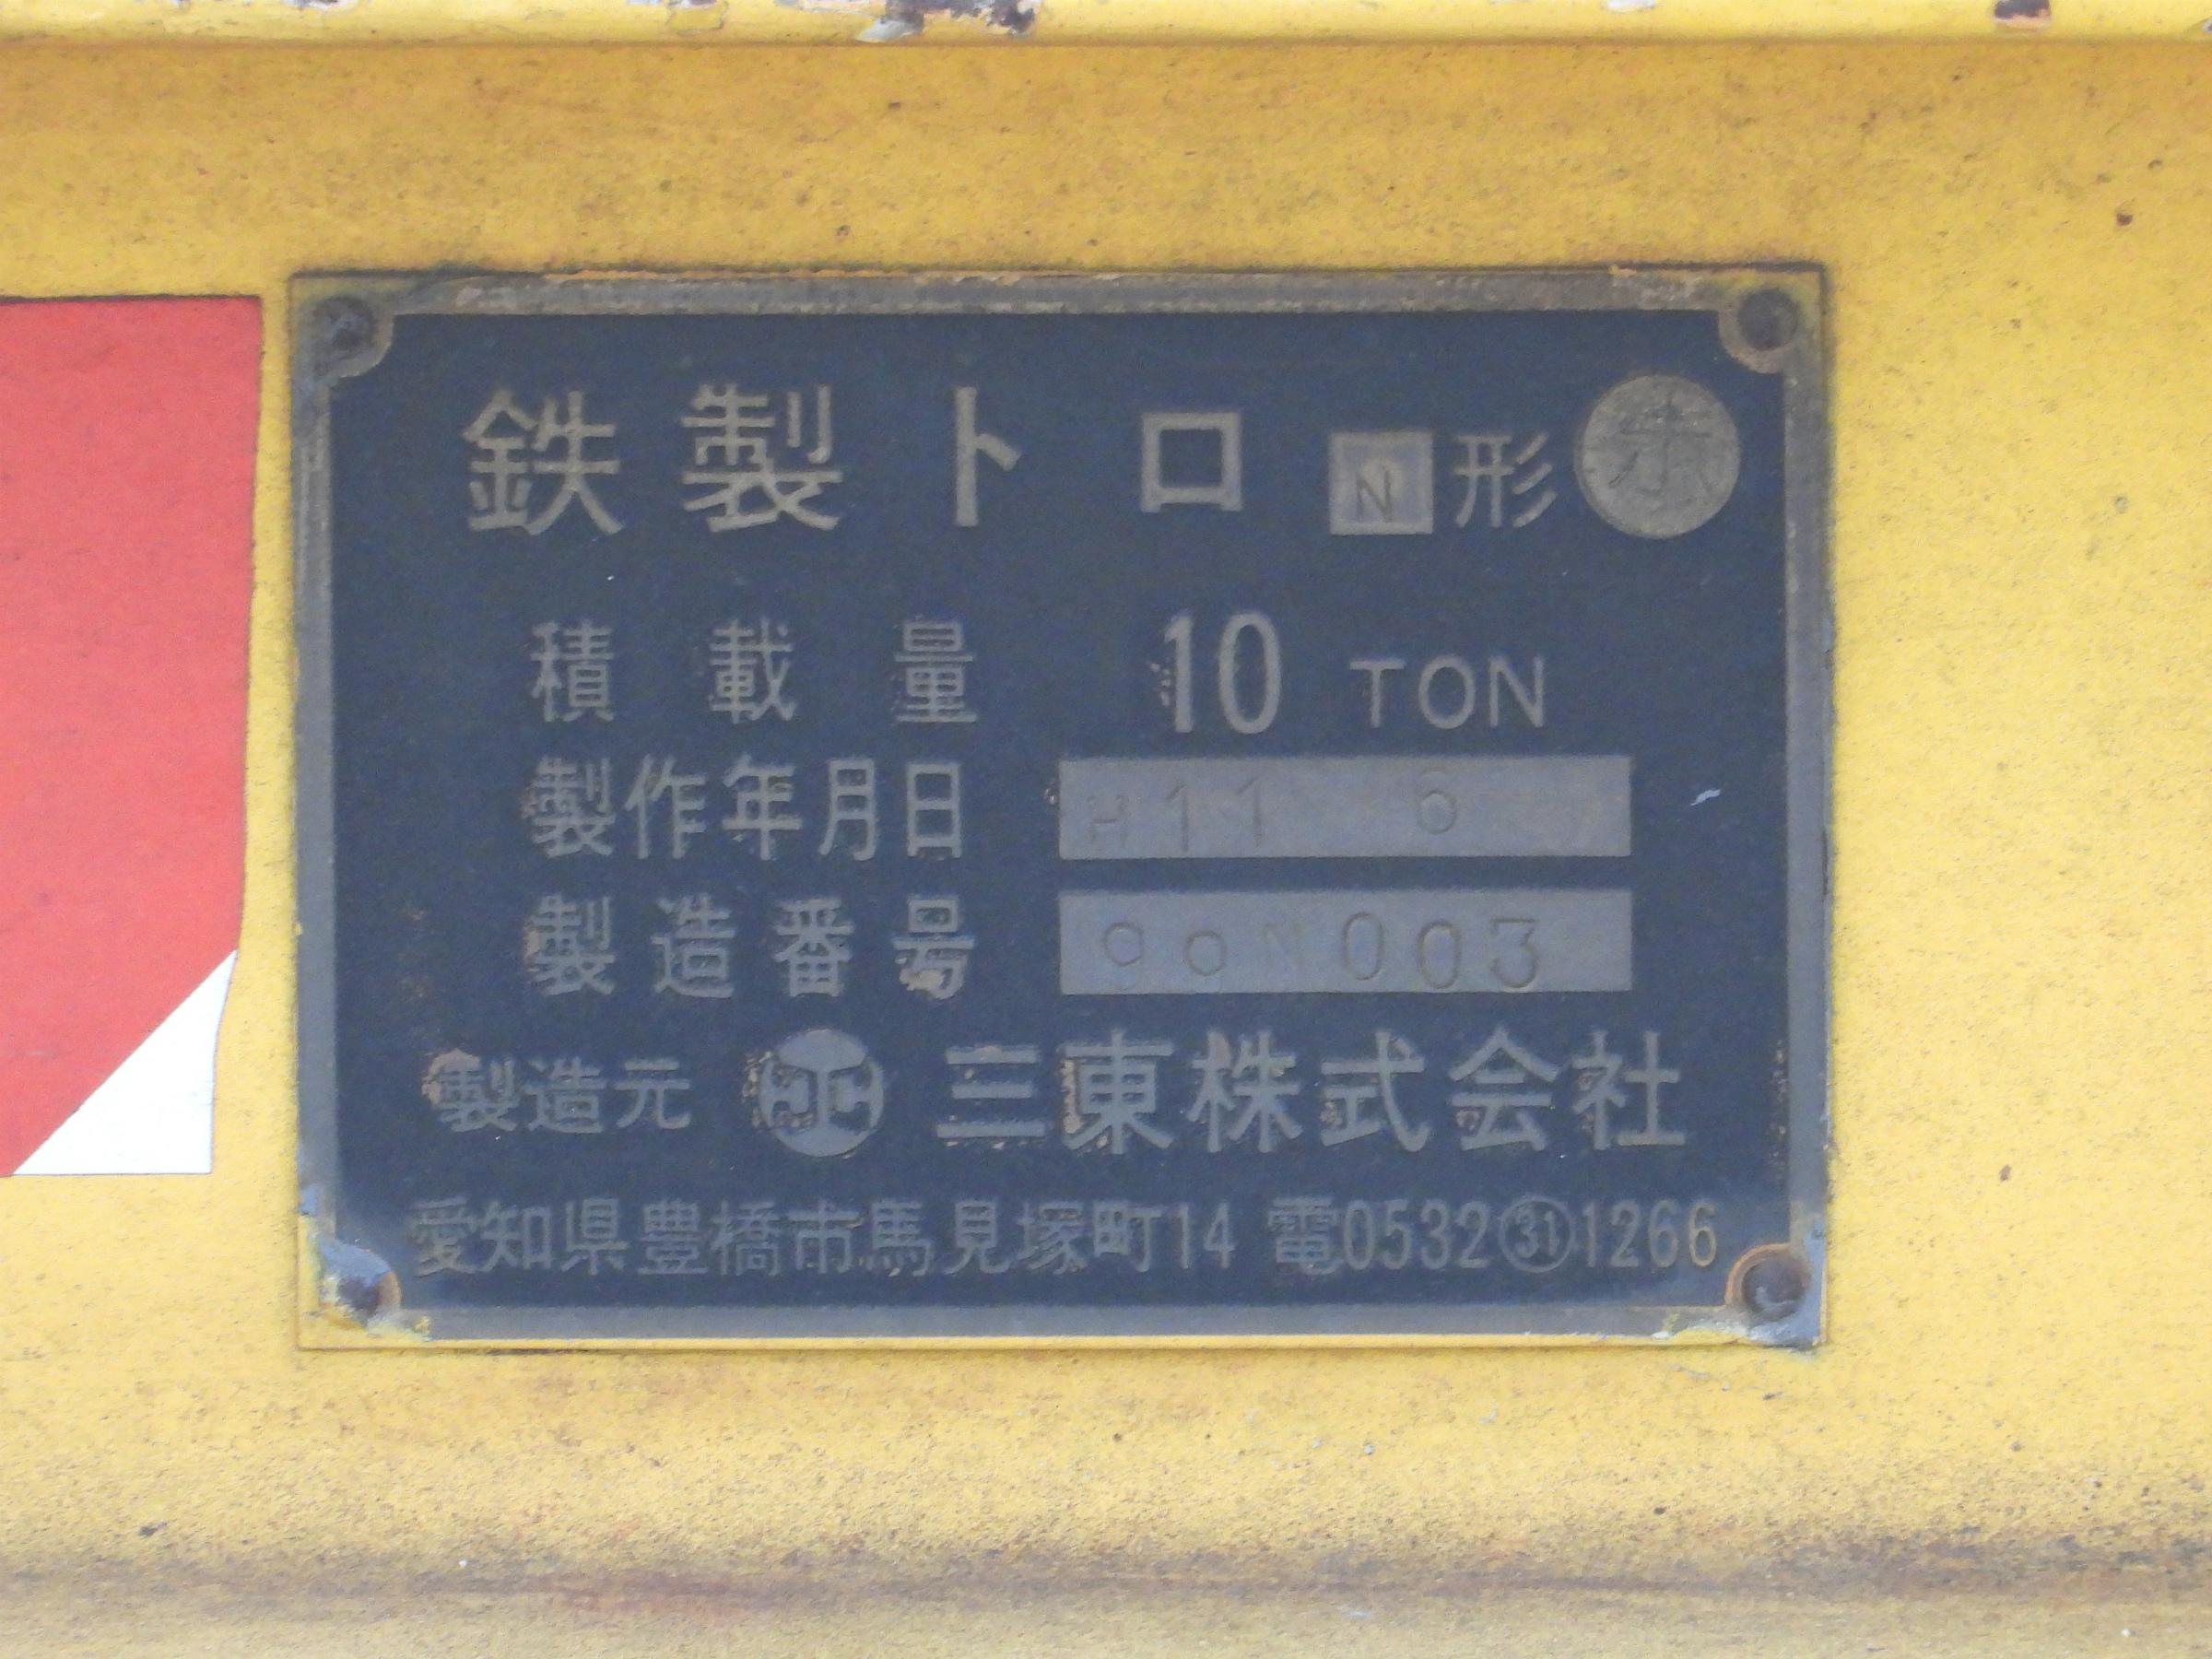 鉄製トロ N 形
積載量 10 TON
製作年月日 H11 6
製造番号 99N003
製造元 三東株式会社
愛知県豊橋市馬見塚町14 電0532㉛1266